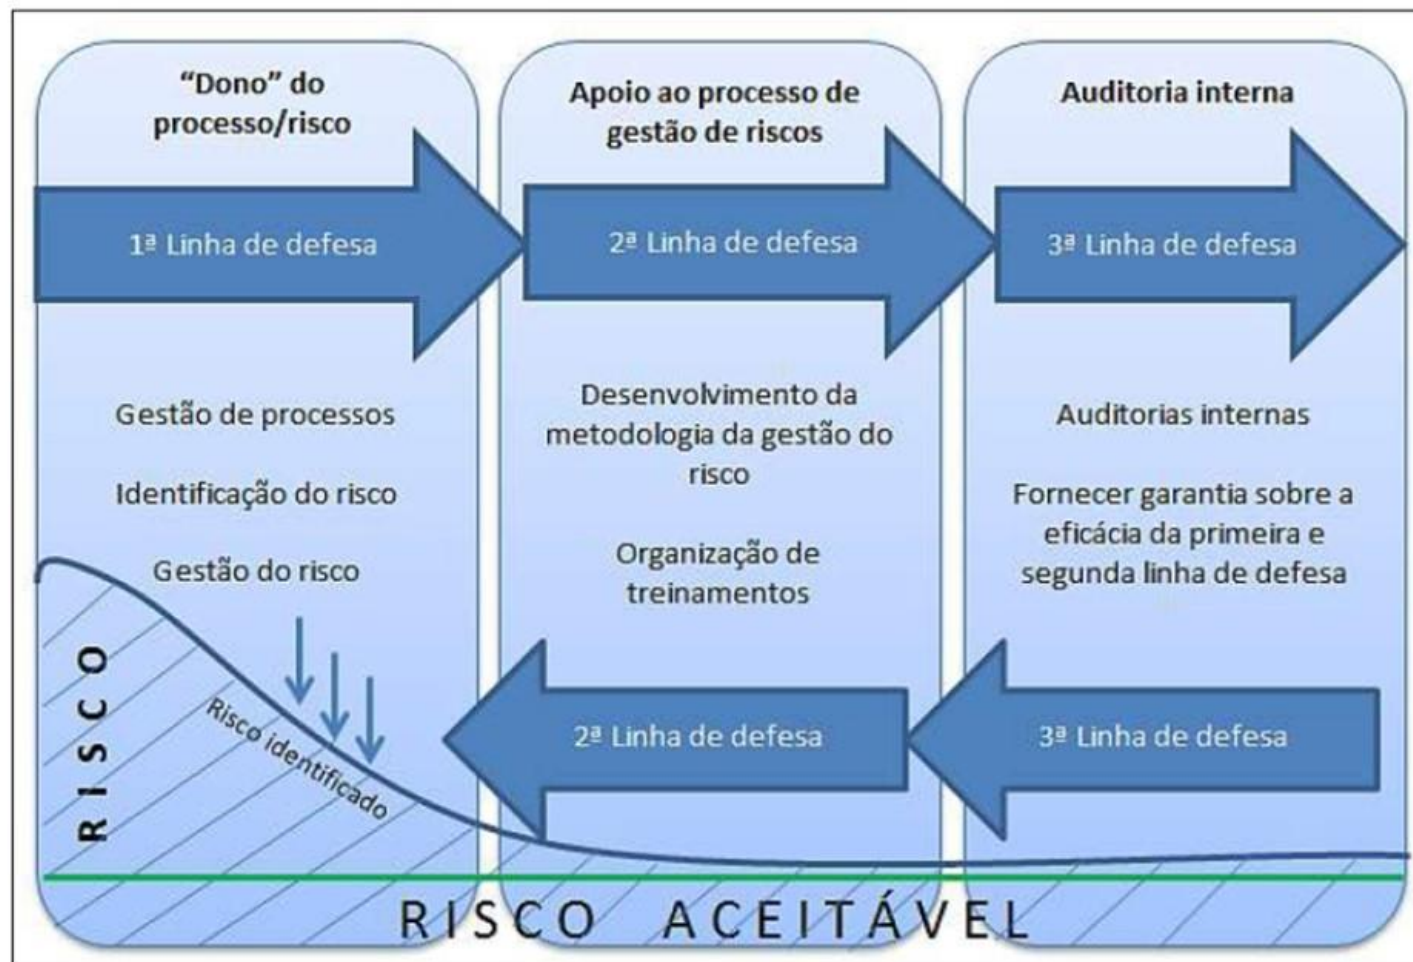 “Dono” do
processo/risco
1ª Linha de defesa
Gestão de processos
Identificação do risco
Gestão do risco
Apoio ao processo de
gestão de riscos
2ª Linha de defesa
Desenvolvimento da
metodologia da gestão do
risco
Organização de
treinamentos
Auditoria interna
3ª Linha de defesa
Auditorias internas
Fornecer garantia sobre a
eficácia da primeira e
segunda linha de defesa
RISCO
Risco identificado
2ª Linha de defesa
3ª Linha de defesa
RISCO ACEITÁVEL